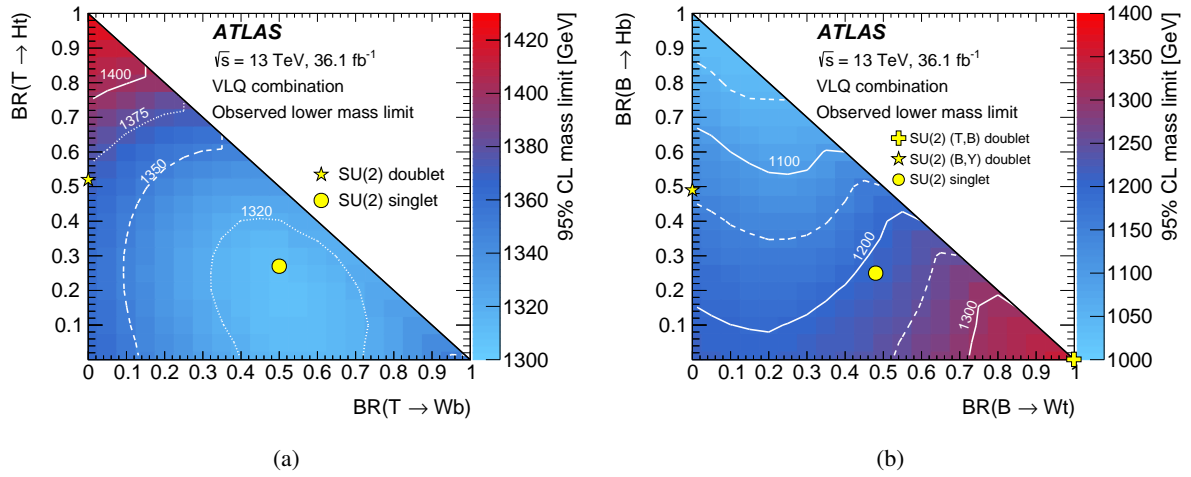 ATLAS
√s = 13 TeV, 36.1 fb⁻¹
VLQ combination
Observed lower mass limit
SU(2) doublet
SU(2) singlet
1400
1375
1350
1320
BR(T → Ht)
1
0.9
0.8
0.7
0.6
0.5
0.4
0.3
0.2
0.1
0 0.1 0.2 0.3 0.4 0.5 0.6 0.7 0.8 0.9 1
BR(T → Wb)
1420
1400
1380
1360
1340
1320
1300
95% CL mass limit [GeV]
(a)
ATLAS
√s = 13 TeV, 36.1 fb⁻¹
VLQ combination
Observed lower mass limit
SU(2) (T,B) doublet
SU(2) (B,Y) doublet
SU(2) singlet
1100
1200
1300
BR(B → Hb)
1
0.9
0.8
0.7
0.6
0.5
0.4
0.3
0.2
0.1
0 0.1 0.2 0.3 0.4 0.5 0.6 0.7 0.8 0.9 1
BR(B → Wt)
1400
1350
1300
1250
1200
1150
1100
1050
1000
95% CL mass limit [GeV]
(b)